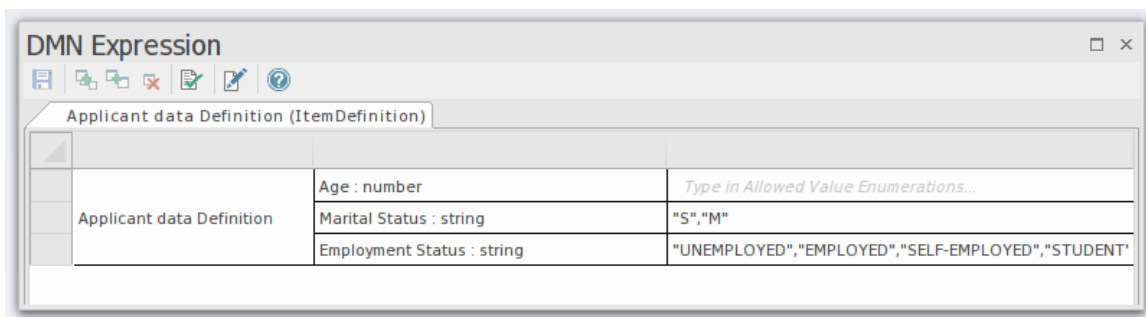 DMN Expression
Applicant data Definition (ItemDefinition)
Age : number
Type in Allowed Value Enumerations...
Applicant data Definition
Marital Status : string
"S","M"
Employment Status : string
"UNEMPLOYED","EMPLOYED","SELF-EMPLOYED","STUDENT'